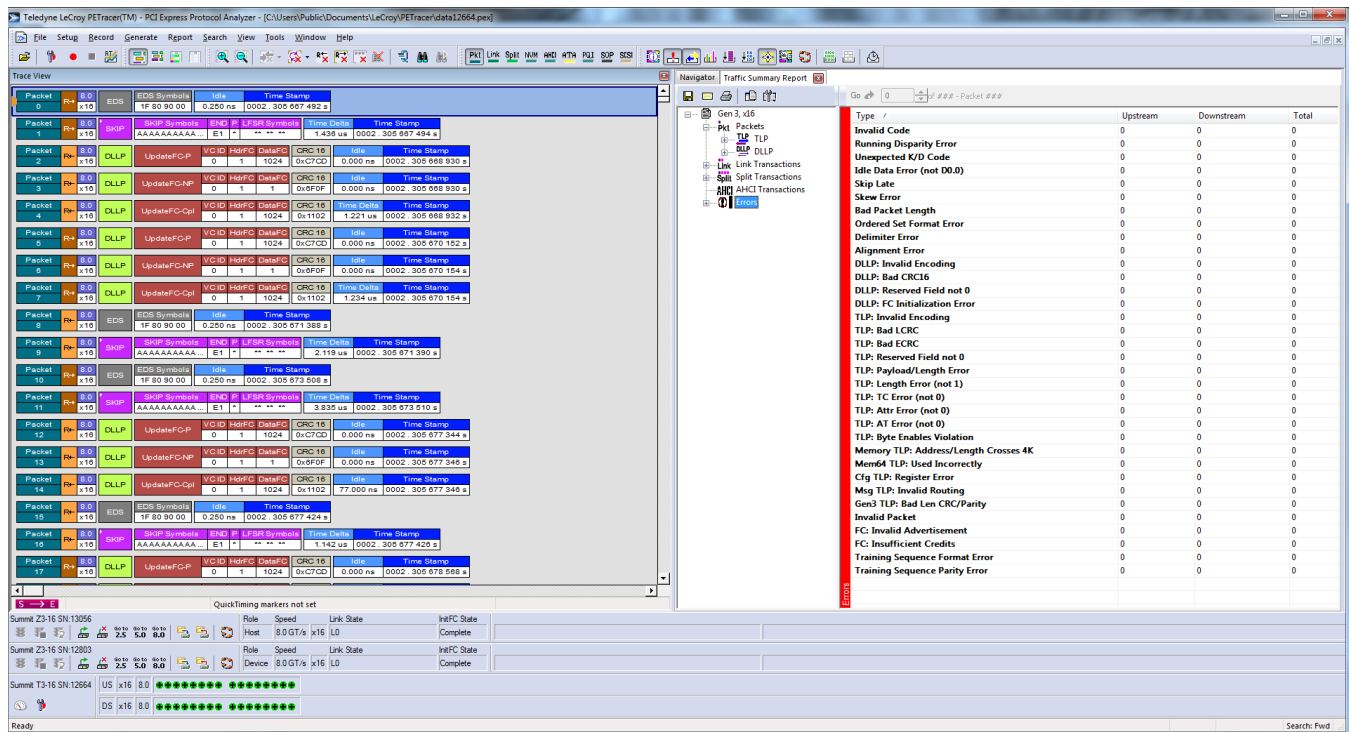 Teledyne LeCroy PETracer(TM) - PCI Express Protocol Analyzer - [C:\Users\Public\Documents\LeCroy\PETracer\data12664.pex]
File Setup Record Generate Report Search View Tools Window Help
Pkt Link Split NUM AHCI ATA PQI SOP SCSI
Trace View
Packet R→ 8.0 EDS EDS Symbols Idle Time Stamp
0 x16 1F 80 90 00 0.250 ns 0002 . 305 667 492 s
Packet R→ 8.0 SKIP SKIP Symbols END P LFSR Symbols Time Delta Time Stamp
1 x16 AAAAAAAAAA... E1 * ** ** ** 1.436 us 0002 . 305 667 494 s
Packet R← 8.0 DLLP UpdateFC-P VC ID HdrFC DataFC CRC 16 Idle Time Stamp
2 x16 0 1 1024 0xC7CD 0.000 ns 0002 . 305 668 930 s
Packet R← 8.0 DLLP UpdateFC-NP VC ID HdrFC DataFC CRC 16 Idle Time Stamp
3 x16 0 1 1 0x6F0F 0.000 ns 0002 . 305 668 930 s
Packet R← 8.0 DLLP UpdateFC-Cpl VC ID HdrFC DataFC CRC 16 Time Delta Time Stamp
4 x16 0 1 1024 0x1102 1.221 us 0002 . 305 668 932 s
Packet R← 8.0 DLLP UpdateFC-P VC ID HdrFC DataFC CRC 16 Idle Time Stamp
5 x16 0 1 1024 0xC7CD 0.000 ns 0002 . 305 670 152 s
Packet R← 8.0 DLLP UpdateFC-NP VC ID HdrFC DataFC CRC 16 Idle Time Stamp
6 x16 0 1 1 0x6F0F 0.000 ns 0002 . 305 670 154 s
Packet R→ 8.0 DLLP UpdateFC-Cpl VC ID HdrFC DataFC CRC 16 Time Delta Time Stamp
7 x16 0 1 1024 0x1102 1.234 us 0002 . 305 670 154 s
Packet R← 8.0 EDS EDS Symbols Idle Time Stamp
8 x16 1F 80 90 00 0.250 ns 0002 . 305 671 388 s
Packet R← 8.0 SKIP SKIP Symbols END P LFSR Symbols Time Delta Time Stamp
9 x16 AAAAAAAAAA... E1 * ** ** ** 2.119 us 0002 . 305 671 390 s
Packet R→ 8.0 EDS EDS Symbols Idle Time Stamp
10 x16 1F 80 90 00 0.250 ns 0002 . 305 673 508 s
Packet R→ 8.0 SKIP SKIP Symbols END P LFSR Symbols Time Delta Time Stamp
11 x16 AAAAAAAAAA... E1 * ** ** ** 3.835 us 0002 . 305 673 510 s
Packet R← 8.0 DLLP UpdateFC-P VC ID HdrFC DataFC CRC 16 Idle Time Stamp
12 x16 0 1 1024 0xC7CD 0.000 ns 0002 . 305 677 344 s
Packet R← 8.0 DLLP UpdateFC-NP VC ID HdrFC DataFC CRC 16 Idle Time Stamp
13 x16 0 1 1 0x6F0F 0.000 ns 0002 . 305 677 346 s
Packet R← 8.0 DLLP UpdateFC-Cpl VC ID HdrFC DataFC CRC 16 Idle Time Stamp
14 x16 0 1 1024 0x1102 77.000 ns 0002 . 305 677 346 s
Packet R← 8.0 EDS EDS Symbols Idle Time Stamp
15 x16 1F 80 90 00 0.250 ns 0002 . 305 677 424 s
Packet R← 8.0 SKIP SKIP Symbols END P LFSR Symbols Time Delta Time Stamp
16 x16 AAAAAAAAAA... E1 * ** ** ** 1.142 us 0002 . 305 677 426 s
Packet R→ 8.0 DLLP UpdateFC-P VC ID HdrFC DataFC CRC 16 Idle Time Stamp
17 x16 0 1 1024 0xC7CD 0.000 ns 0002 . 305 678 568 s
S → E QuickTiming markers not set
Navigator Traffic Summary Report
Gen 3, x16
Pkt Packets
TLP TLP
DLLP DLLP
Link Link Transactions
Split Split Transactions
AHCI AHCI Transactions
Errors
Go 0 of ### - Packet ###
Type / Upstream Downstream Total
Invalid Code 0 0 0
Running Disparity Error 0 0 0
Unexpected K/D Code 0 0 0
Idle Data Error (not D0.0) 0 0 0
Skip Late 0 0 0
Skew Error 0 0 0
Bad Packet Length 0 0 0
Ordered Set Format Error 0 0 0
Delimiter Error 0 0 0
Alignment Error 0 0 0
DLLP: Invalid Encoding 0 0 0
DLLP: Bad CRC16 0 0 0
DLLP: Reserved Field not 0 0 0 0
DLLP: FC Initialization Error 0 0 0
TLP: Invalid Encoding 0 0 0
TLP: Bad LCRC 0 0 0
TLP: Bad ECRC 0 0 0
TLP: Reserved Field not 0 0 0 0
TLP: Payload/Length Error 0 0 0
TLP: Length Error (not 1) 0 0 0
TLP: TC Error (not 0) 0 0 0
TLP: Attr Error (not 0) 0 0 0
TLP: AT Error (not 0) 0 0 0
TLP: Byte Enables Violation 0 0 0
Memory TLP: Address/Length Crosses 4K 0 0 0
Mem64 TLP: Used Incorrectly 0 0 0
Cfg TLP: Register Error 0 0 0
Msg TLP: Invalid Routing 0 0 0
Gen3 TLP: Bad Len CRC/Parity 0 0 0
Invalid Packet 0 0 0
FC: Invalid Advertisement 0 0 0
FC: Insufficient Credits 0 0 0
Training Sequence Format Error 0 0 0
Training Sequence Parity Error 0 0 0
Errors
Summit Z3-16 SN:13056 Role Speed Link State InitFC State
Go to 2.5 Go to 5.0 Go to 8.0 Host 8.0 GT/s x16 L0 Complete
Summit Z3-16 SN:12803 Role Speed Link State InitFC State
Go to 2.5 Go to 5.0 Go to 8.0 Device 8.0 GT/s x16 L0 Complete
Summit T3-16 SN:12664 US x16 8.0
DS x16 8.0
Ready Search: Fwd